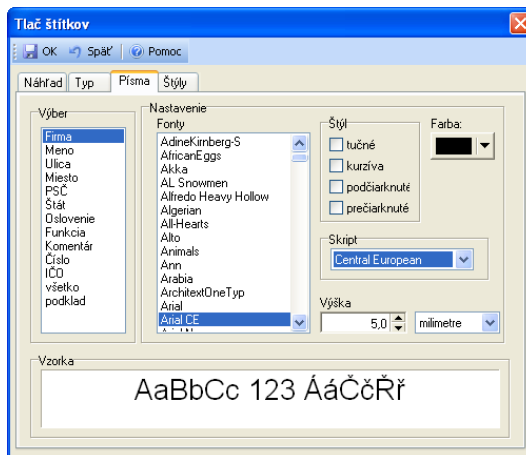 Tlač štítkov
OK Späť Pomoc
Náhľad Typ Písma Štýly
Výber
Firma
Meno
Ulica
Miesto
PSČ
Štát
Oslovenie
Funkcia
Komentár
Číslo
IČO
všetko
podklad
Nastavenie
Fonty
AdineKirnberg-S
AfricanEggs
Akka
AL Snowmen
Alfredo Heavy Hollow
Algerian
All-Hearts
Alto
Animals
Ann
Arabia
ArchitextOneTyp
Arial
Arial CE
Štýl
tučné
kurzíva
podčiarknuté
prečiarknuté
Farba:
Skript
Central European
Výška
5,0 milimetre
Vzorka
AaBbCc 123 ÁáČčŘř